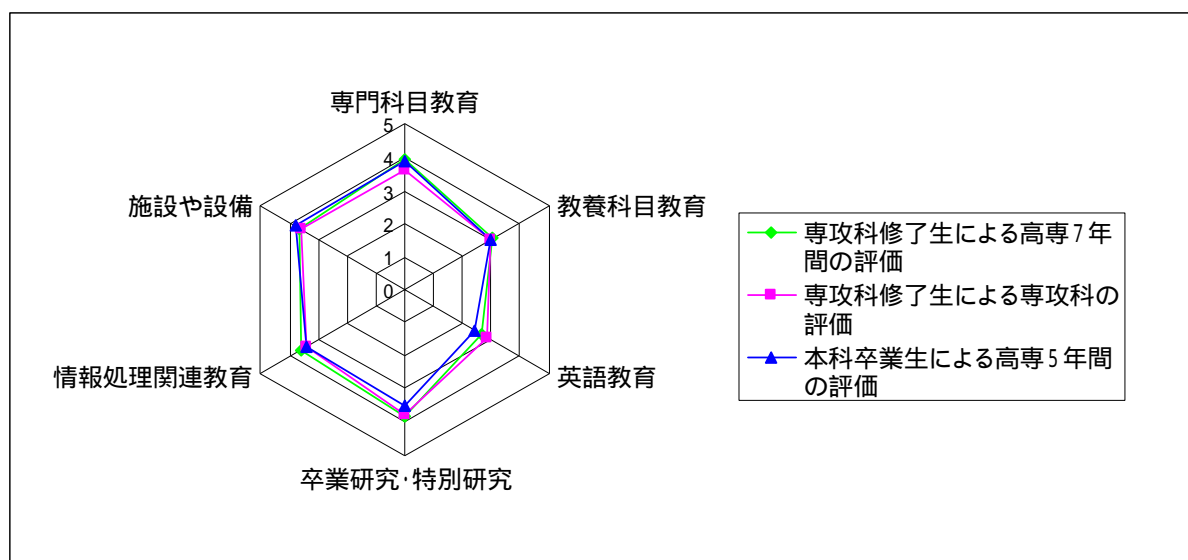 専門科目教育
5
4
3
2
1
0
施設や設備
教養科目教育
情報処理関連教育
英語教育
卒業研究·特別研究
専攻科修了生による高専7年
間の評価
専攻科修了生による専攻科の
評価
本科卒業生による高専5年間
の評価